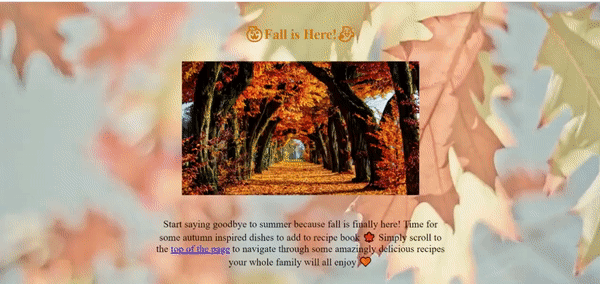 🎃Fall is Here!🎃
Start saying goodbye to summer because fall is finally here! Time for
some autumn inspired dishes to add to recipe book 🍁 Simply scroll to
the top of the page to navigate through some amazingly delicious recipes
your whole family will all enjoy.🧡